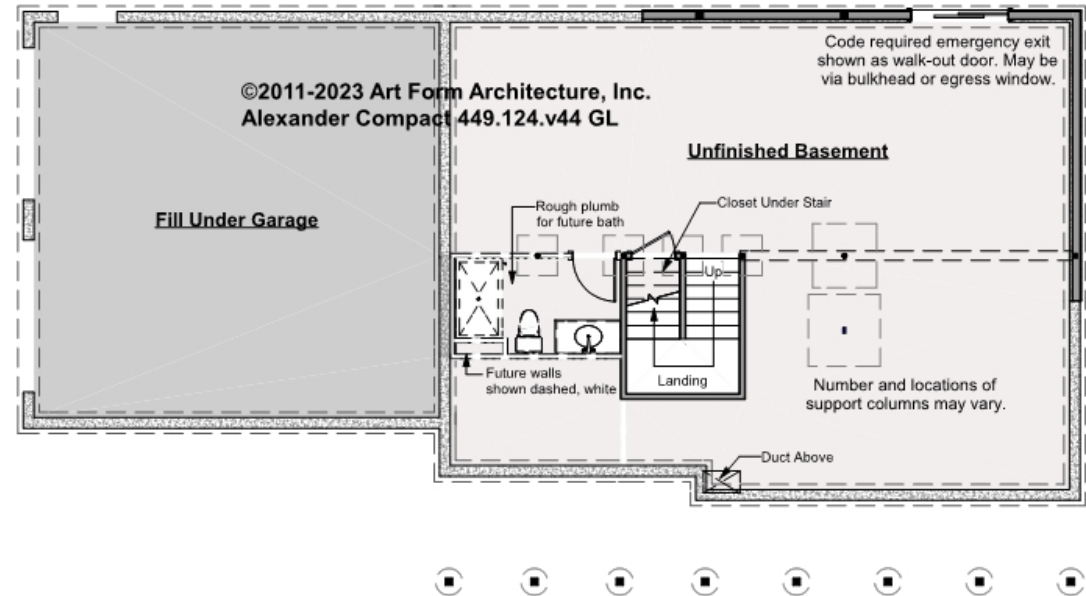 Code required emergency exit
shown as walk-out door. May be
via bulkhead or egress window.
©2011-2023 Art Form Architecture, Inc.
Alexander Compact 449.124.v44 GL
Unfinished Basement
Fill Under Garage
Rough plumb
for future bath
Closet Under Stair
Up
Landing
Future walls
shown dashed, white
Number and locations of
support columns may vary.
Duct Above